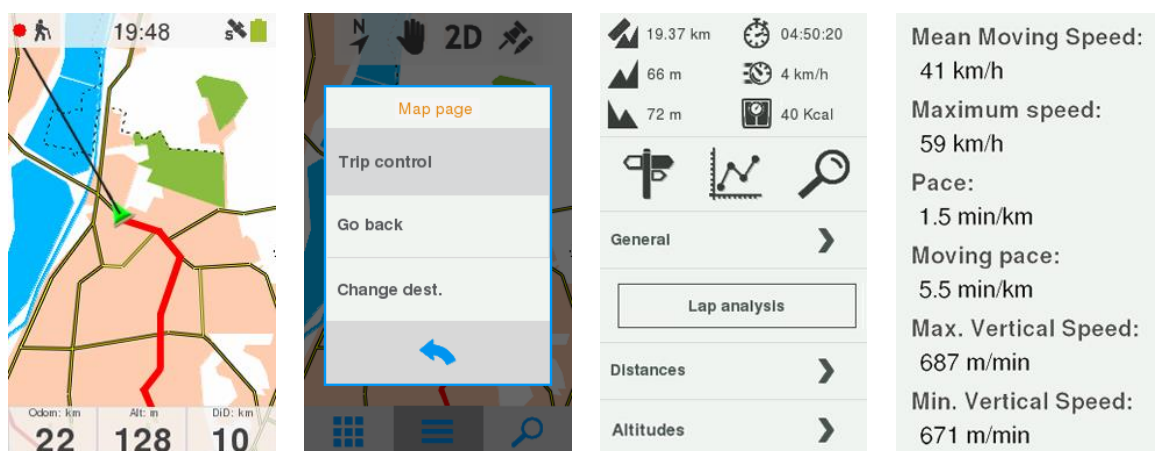 19:48
S
Odom: km
Alt: m
DiD: km
22
128
10
N
2D
Map page
Trip control
Go back
Change dest.
19.37 km
04:50:20
66 m
4 km/h
72 m
40 Kcal
General
Lap analysis
Distances
Altitudes
Mean Moving Speed:
41 km/h
Maximum speed:
59 km/h
Pace:
1.5 min/km
Moving pace:
5.5 min/km
Max. Vertical Speed:
687 m/min
Min. Vertical Speed:
671 m/min